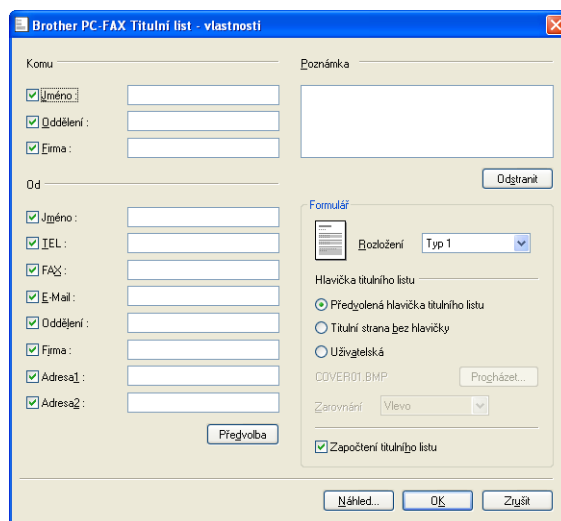 Brother PC-FAX Titulní list - vlastnosti
Komu
Jméno :
Oddělení :
Firma :
Od
Jméno :
TEL :
FAX :
E-Mail :
Oddělení :
Firma :
Adresa1 :
Adresa2 :
Předvolba
Poznámka
Odstranit
Formulář
Rozložení Typ 1
Hlavička titulního listu
Předvolená hlavička titulního listu
Titulní strana bez hlavičky
Uživatelská
COVER01.BMP Procházet...
Zarovnání Vlevo
Započtení titulního listu
Náhled... OK Zrušit